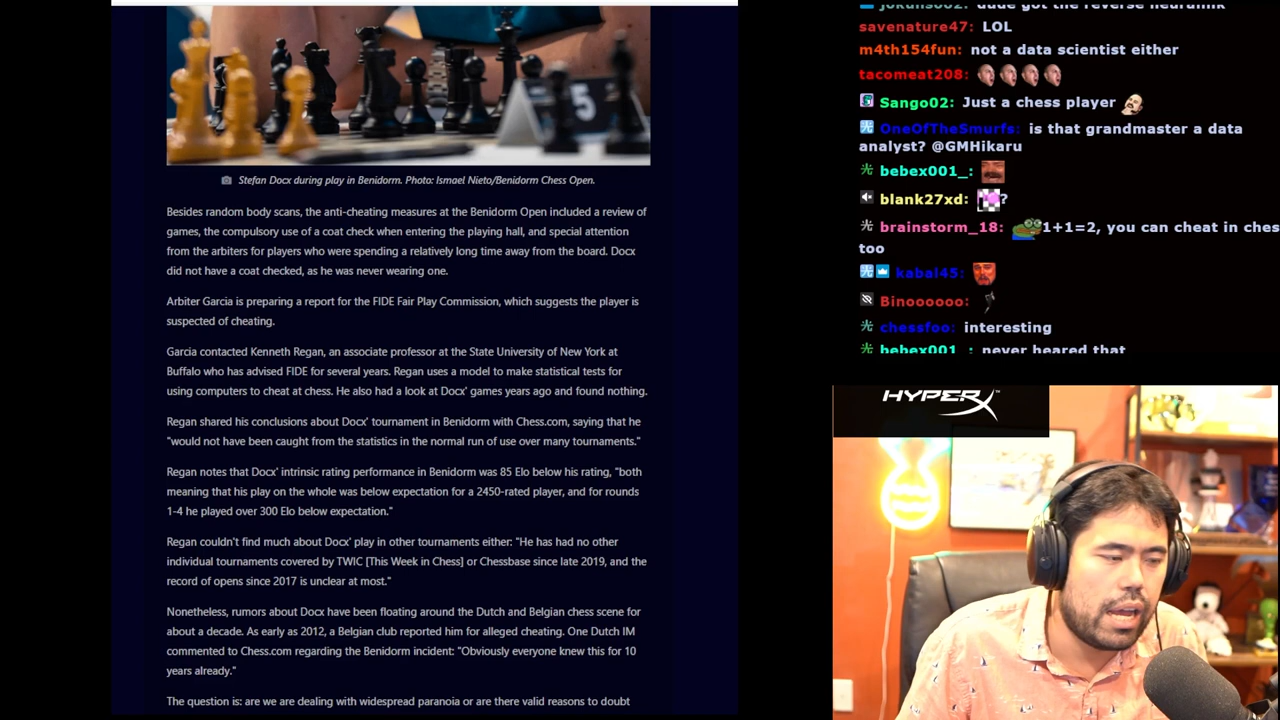 5
Stefan Docx during play in Benidorm. Photo: Ismael Nieto/Benidorm Chess Open.
Besides random body scans, the anti-cheating measures at the Benidorm Open included a review of
games, the compulsory use of a coat check when entering the playing hall, and special attention
from the arbiters for players who were spending a relatively long time away from the board. Docx
did not have a coat checked, as he was never wearing one.
Arbiter Garcia is preparing a report for the FIDE Fair Play Commission, which suggests the player is
suspected of cheating.
Garcia contacted Kenneth Regan, an associate professor at the State University of New York at
Buffalo who has advised FIDE for several years. Regan uses a model to make statistical tests for
using computers to cheat at chess. He also had a look at Docx' games years ago and found nothing.
Regan shared his conclusions about Docx' tournament in Benidorm with Chess.com, saying that he
"would not have been caught from the statistics in the normal run of use over many tournaments."
Regan notes that Docx' intrinsic rating performance in Benidorm was 85 Elo below his rating, "both
meaning that his play on the whole was below expectation for a 2450-rated player, and for rounds
1-4 he played over 300 Elo below expectation."
Regan couldn't find much about Docx' play in other tournaments either: "He has had no other
individual tournaments covered by TWIC [This Week in Chess] or Chessbase since late 2019, and the
record of opens since 2017 is unclear at most."
Nonetheless, rumors about Docx have been floating around the Dutch and Belgian chess scene for
about a decade. As early as 2012, a Belgian club reported him for alleged cheating. One Dutch IM
commented to Chess.com regarding the Benidorm incident: "Obviously everyone knew this for 10
years already."
The question is: are we are dealing with widespread paranoia or are there valid reasons to doubt
dude got the reverse neuralink
savenature47: LOL
m4th154fun: not a data scientist either
tacomeat208:
Sango02: Just a chess player
光 OneOfTheSmurfs: is that grandmaster a data
analyst? @GMHikaru
光 bebex001_:
blank27xd: ?
光 brainstorm_18: 1+1=2, you can cheat in ches
too
光 kabal45:
Binoooooo:
光 chessfoo: interesting
光 bebex001_: never heared that
HYPERX